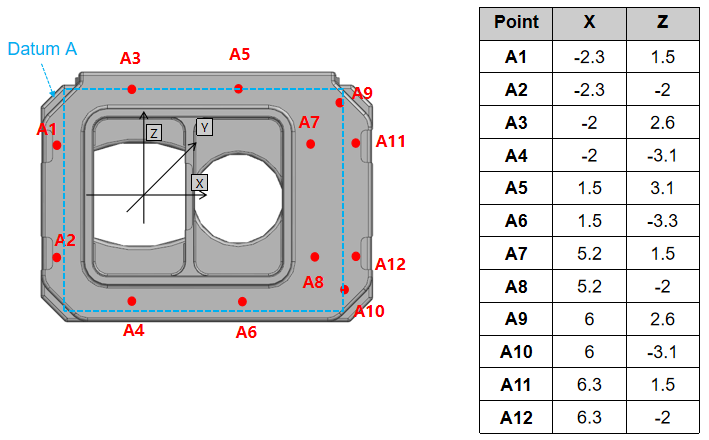 Datum A
A3
A5
A9
A1
Z
Y
A7
A11
X
A2
A8
A12
A4
A6
A10
Point X Z
A1 -2.3 1.5
A2 -2.3 -2
A3 -2 2.6
A4 -2 -3.1
A5 1.5 3.1
A6 1.5 -3.3
A7 5.2 1.5
A8 5.2 -2
A9 6 2.6
A10 6 -3.1
A11 6.3 1.5
A12 6.3 -2